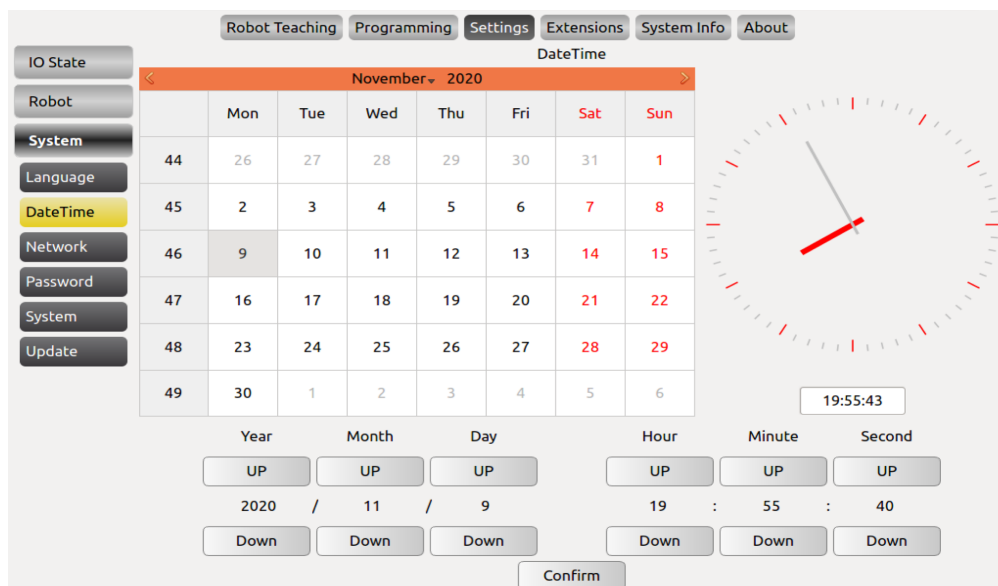 Robot Teaching Programming Settings Extensions System Info About
DateTime
IO State
Robot
System
Language
DateTime
Network
Password
System
Update
November 2020
Mon Tue Wed Thu Fri Sat Sun
44 26 27 28 29 30 31 1
45 2 3 4 5 6 7 8
46 9 10 11 12 13 14 15
47 16 17 18 19 20 21 22
48 23 24 25 26 27 28 29
49 30 1 2 3 4 5 6
19:55:43
Year Month Day Hour Minute Second
UP UP UP UP UP UP
2020 / 11 / 9 19 : 55 : 40
Down Down Down Down Down Down
Confirm